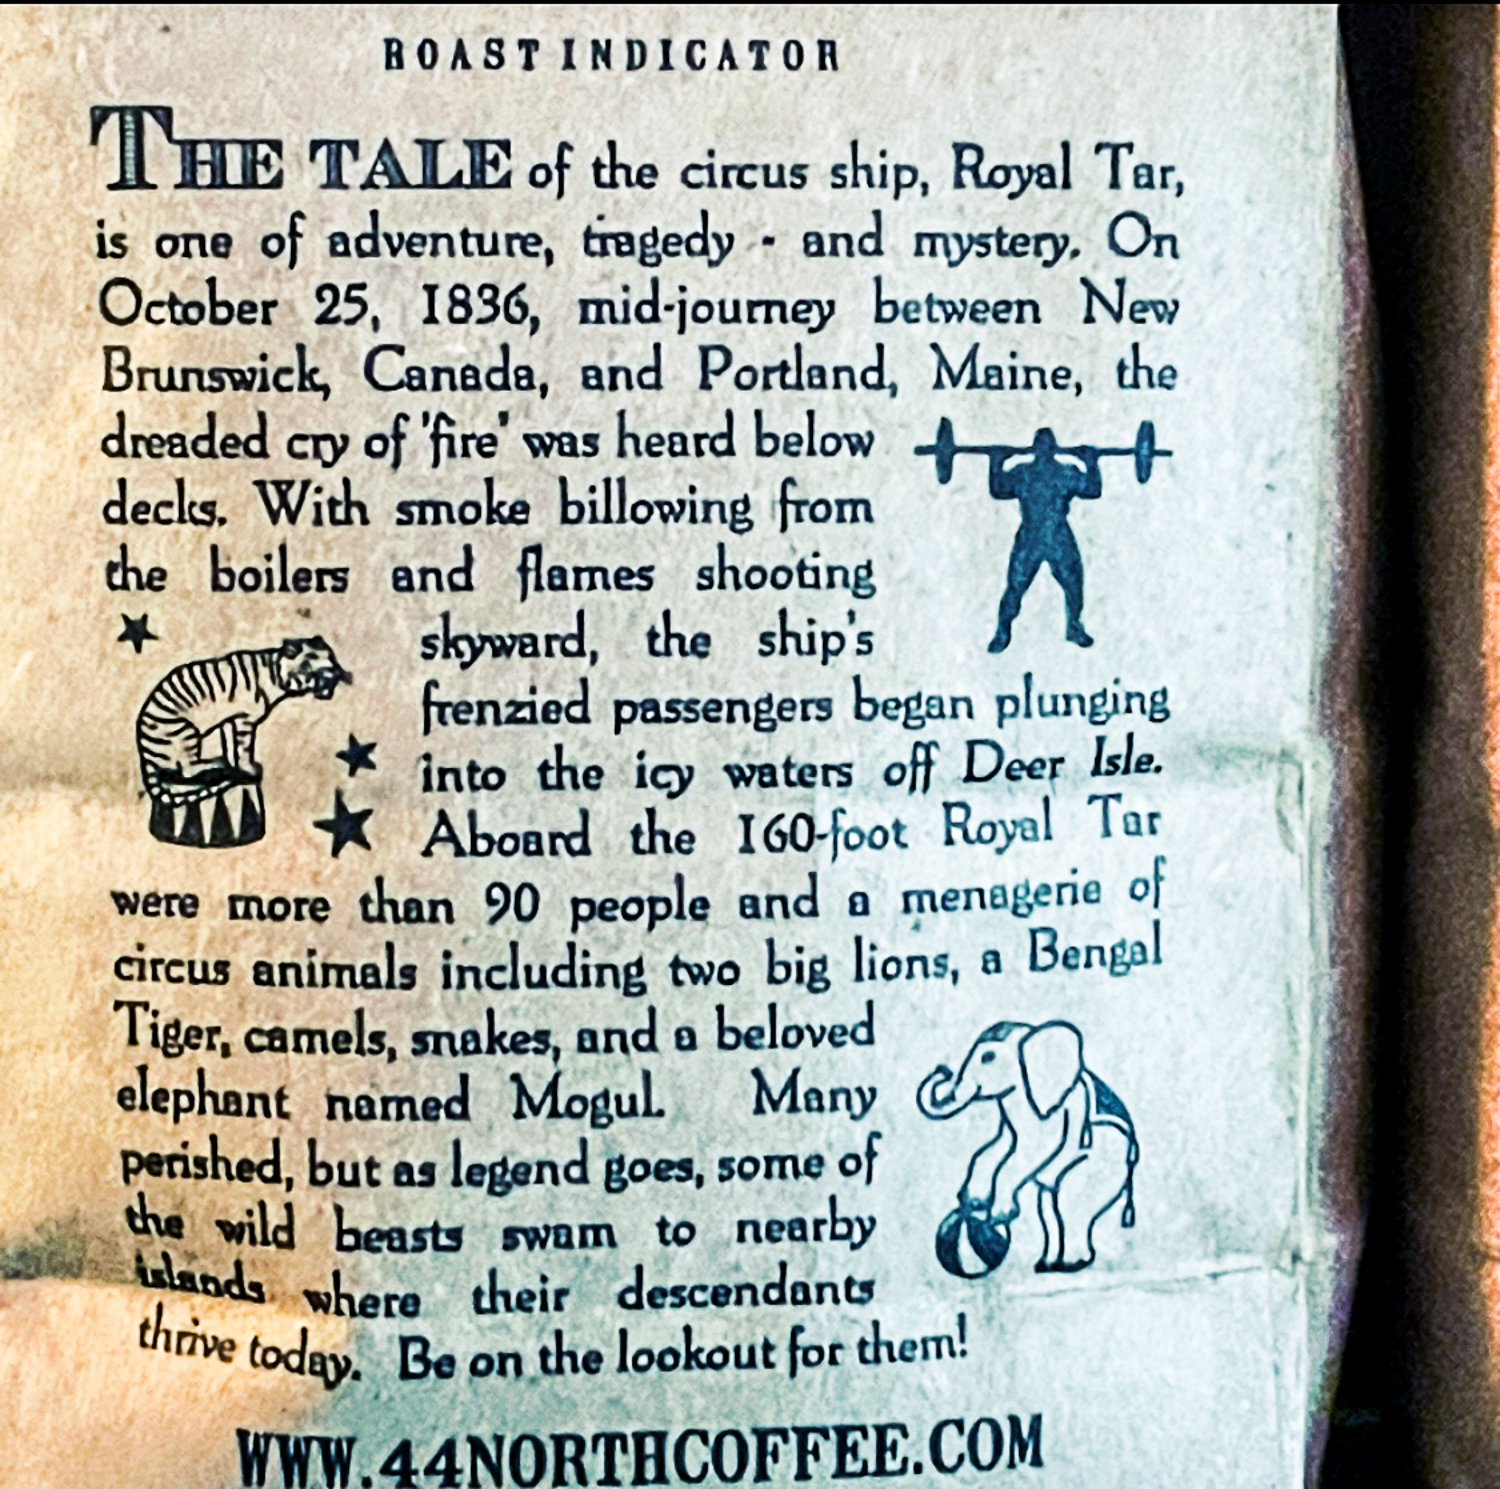 ROAST INDICATOR
THE TALE of the circus ship, Royal Tar,
is one of adventure, tragedy - and mystery. On
October 25, 1836, mid-journey between New
Brunswick, Canada, and Portland, Maine, the
dreaded cry of 'fire' was heard below
decks. With smoke billowing from
the boilers and flames shooting
skyward, the ship's
frenzied passengers began plunging
into the icy waters off Deer Isle.
Aboard the 160-foot Royal Tar
were more than 90 people and a menagerie of
circus animals including two big lions, a Bengal
Tiger, camels, snakes, and a beloved
elephant named Mogul. Many
perished, but as legend goes, some of
the wild beasts swam to nearby
islands where their descendants
thrive today. Be on the lookout for them!
WWW.44NORTHCOFFEE.COM